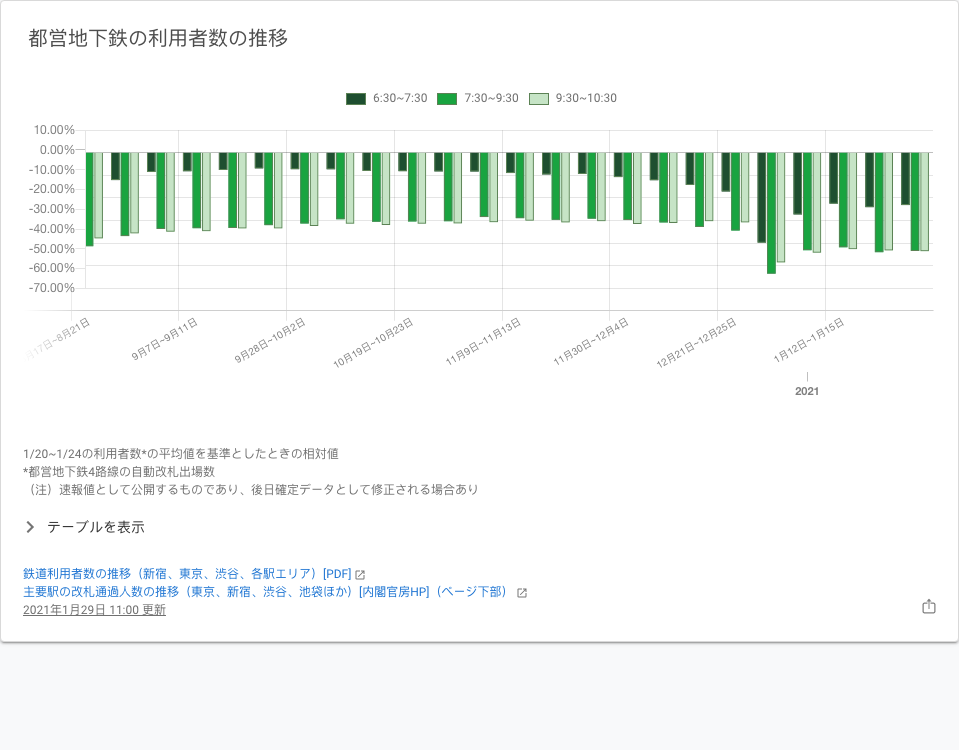 都営地下鉄の利用者数の推移
6:30~7:30 7:30~9:30 9:30~10:30
10.00%
0.00%
-10.00%
-20.00%
-30.00%
-40.00%
-50.00%
-60.00%
-70.00%
17日~8月21日 9月7日~9月11日 9月28日~10月2日 10月19日~10月23日 11月9日~11月13日 11月30日~12月4日 12月21日~12月25日 1月12日~1月15日
2021
1/20~1/24の利用者数*の平均値を基準としたときの相対値
*都営地下鉄4路線の自動改札出場数
（注）速報値として公開するものであり、後日確定データとして修正される場合あり
テーブルを表示
鉄道利用者数の推移（新宿、東京、渋谷、各駅エリア）[PDF]
主要駅の改札通過人数の推移（東京、新宿、渋谷、池袋ほか）[内閣官房HP]（ページ下部）
2021年1月29日 11:00 更新